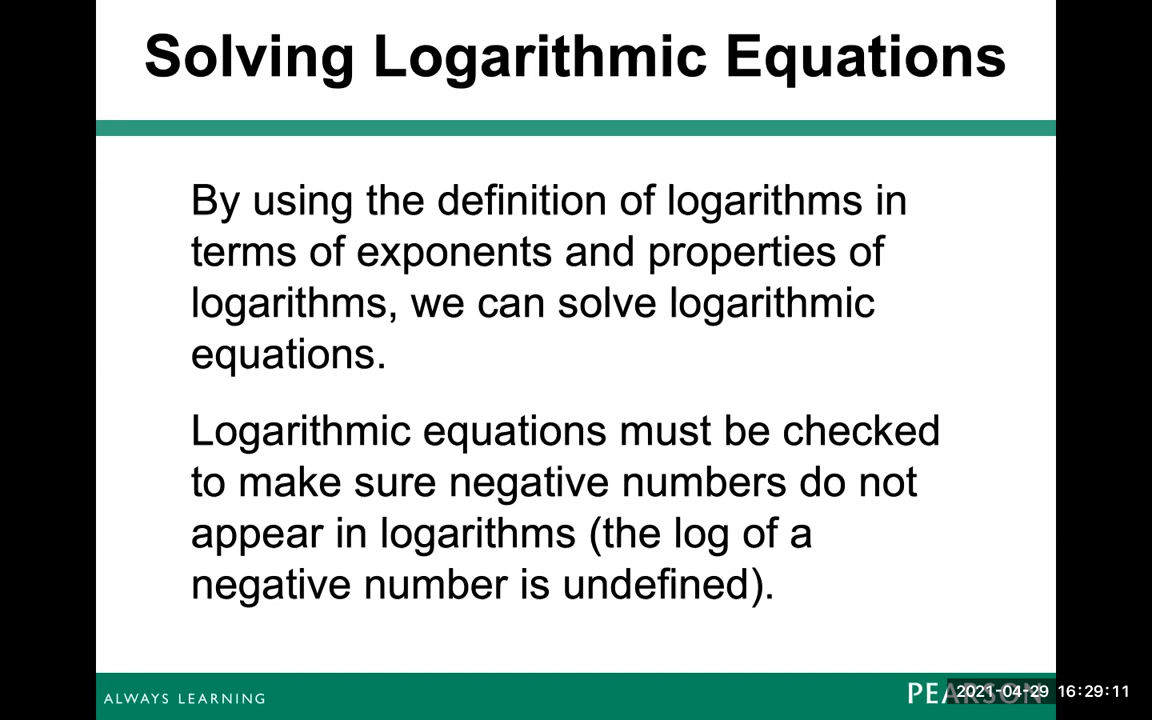 Solving Logarithmic Equations
By using the definition of logarithms in
terms of exponents and properties of
logarithms, we can solve logarithmic
equations.
Logarithmic equations must be checked
to make sure negative numbers do not
appear in logarithms (the log of a
negative number is undefined).
ALWAYS LEARNING
PEARSON
2021-04-29 16:29:11